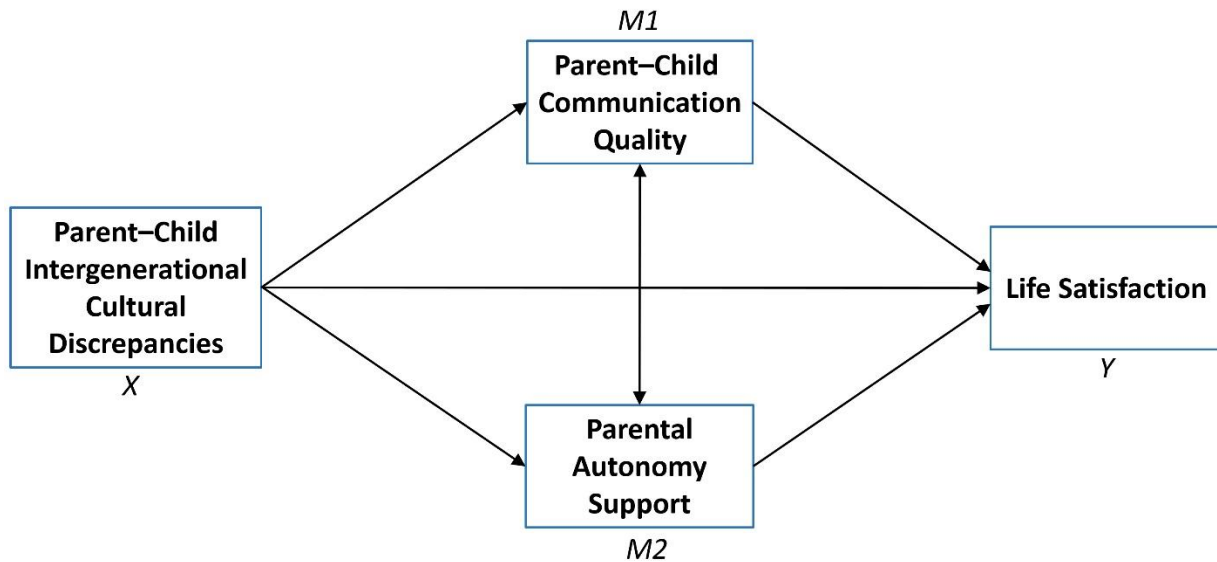 M1
Parent–Child
Communication
Quality
Parent–Child
Intergenerational
Cultural
Discrepancies
X
Life Satisfaction
Y
Parental
Autonomy
Support
M2